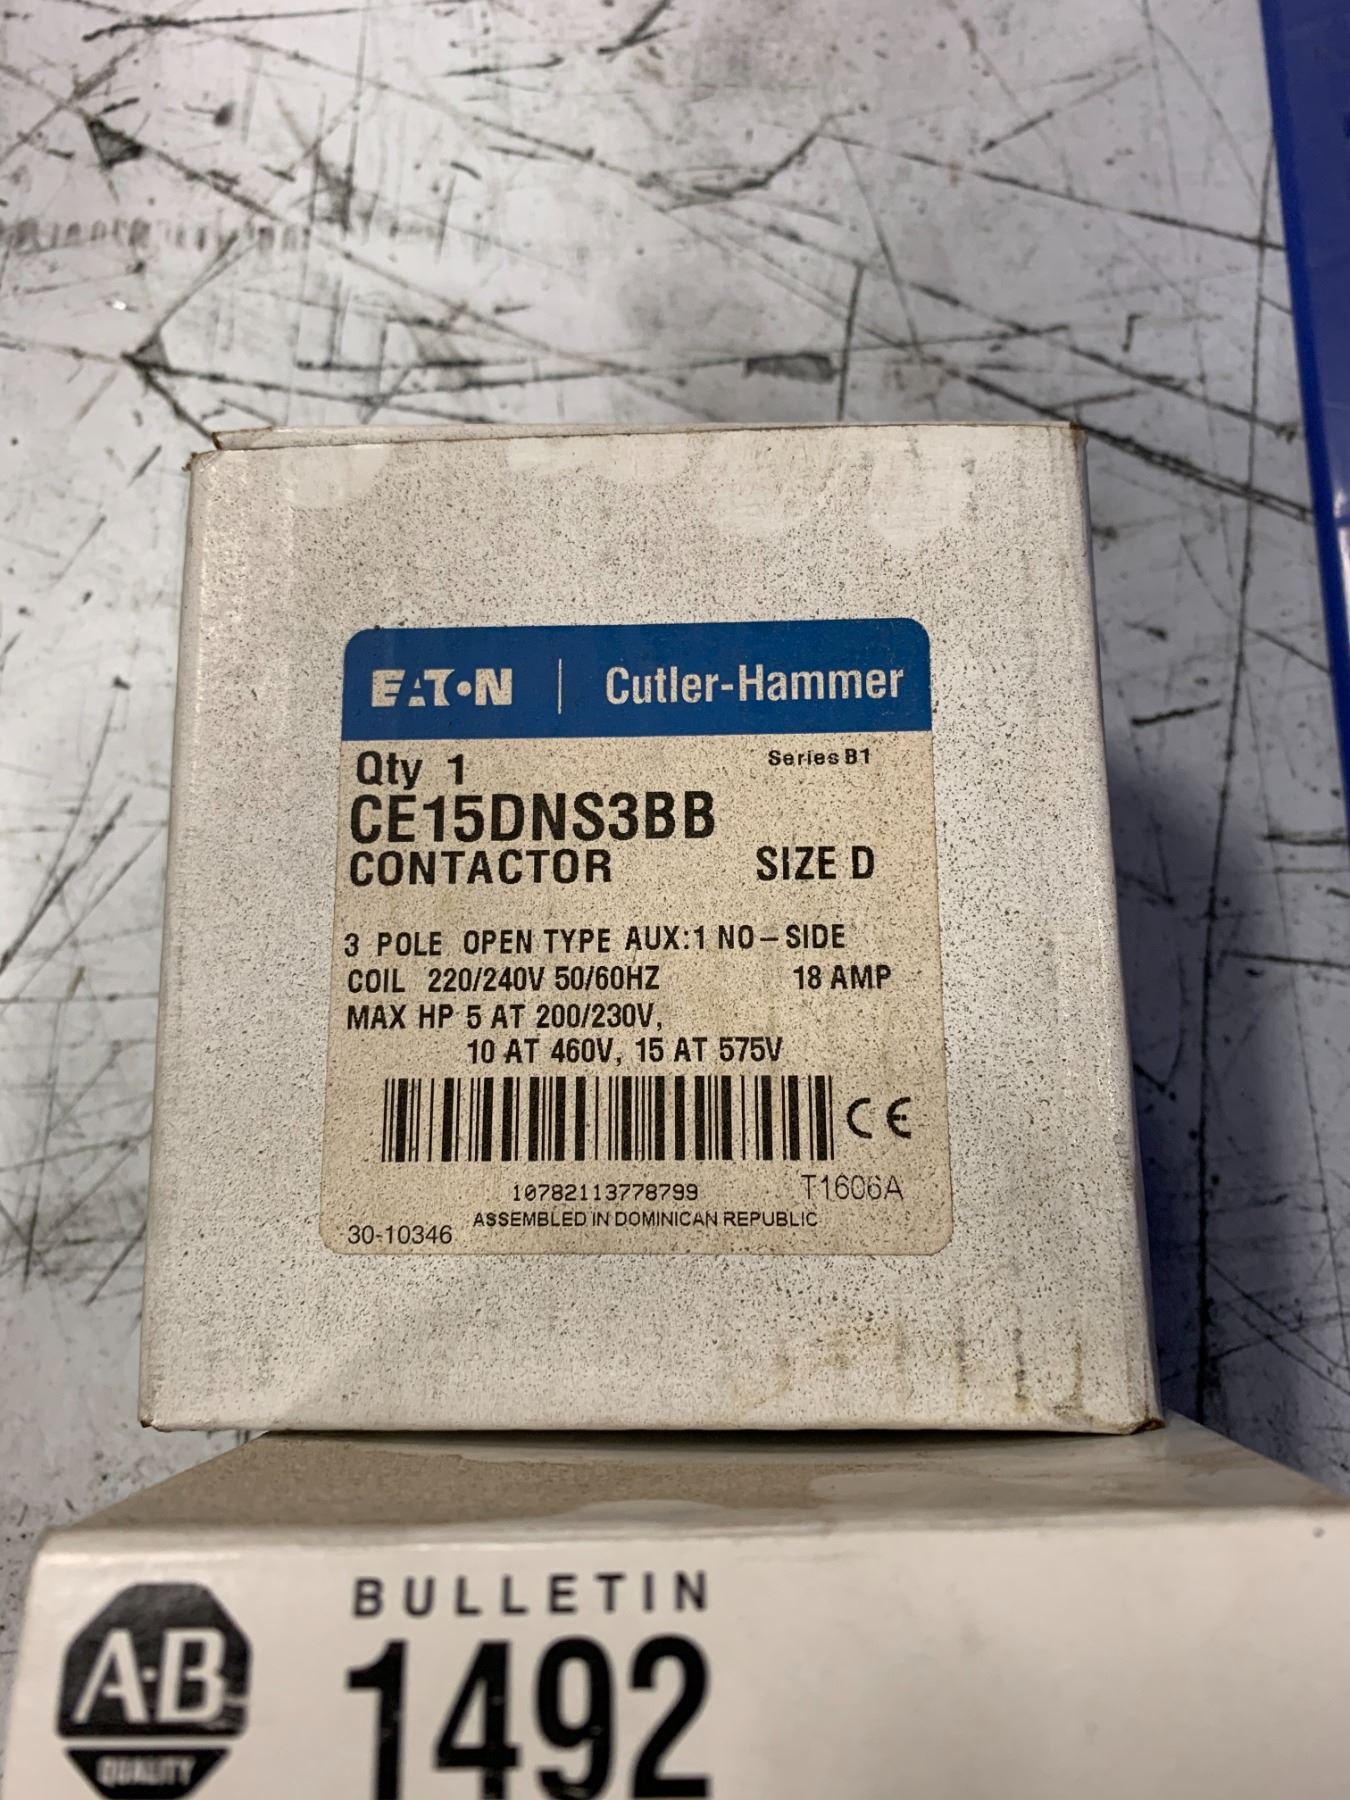 EATON | Cutler-Hammer
Qty 1 Series B1
CE15DNS3BB
CONTACTOR SIZE D
3 POLE OPEN TYPE AUX:1 NO-SIDE
COIL 220/240V 50/60HZ 18 AMP
MAX HP 5 AT 200/230V,
10 AT 460V, 15 AT 575V
CE
10782113778799 T1606A
ASSEMBLED IN DOMINICAN REPUBLIC
30-10346
BULLETIN
1492
A-B
QUALITY